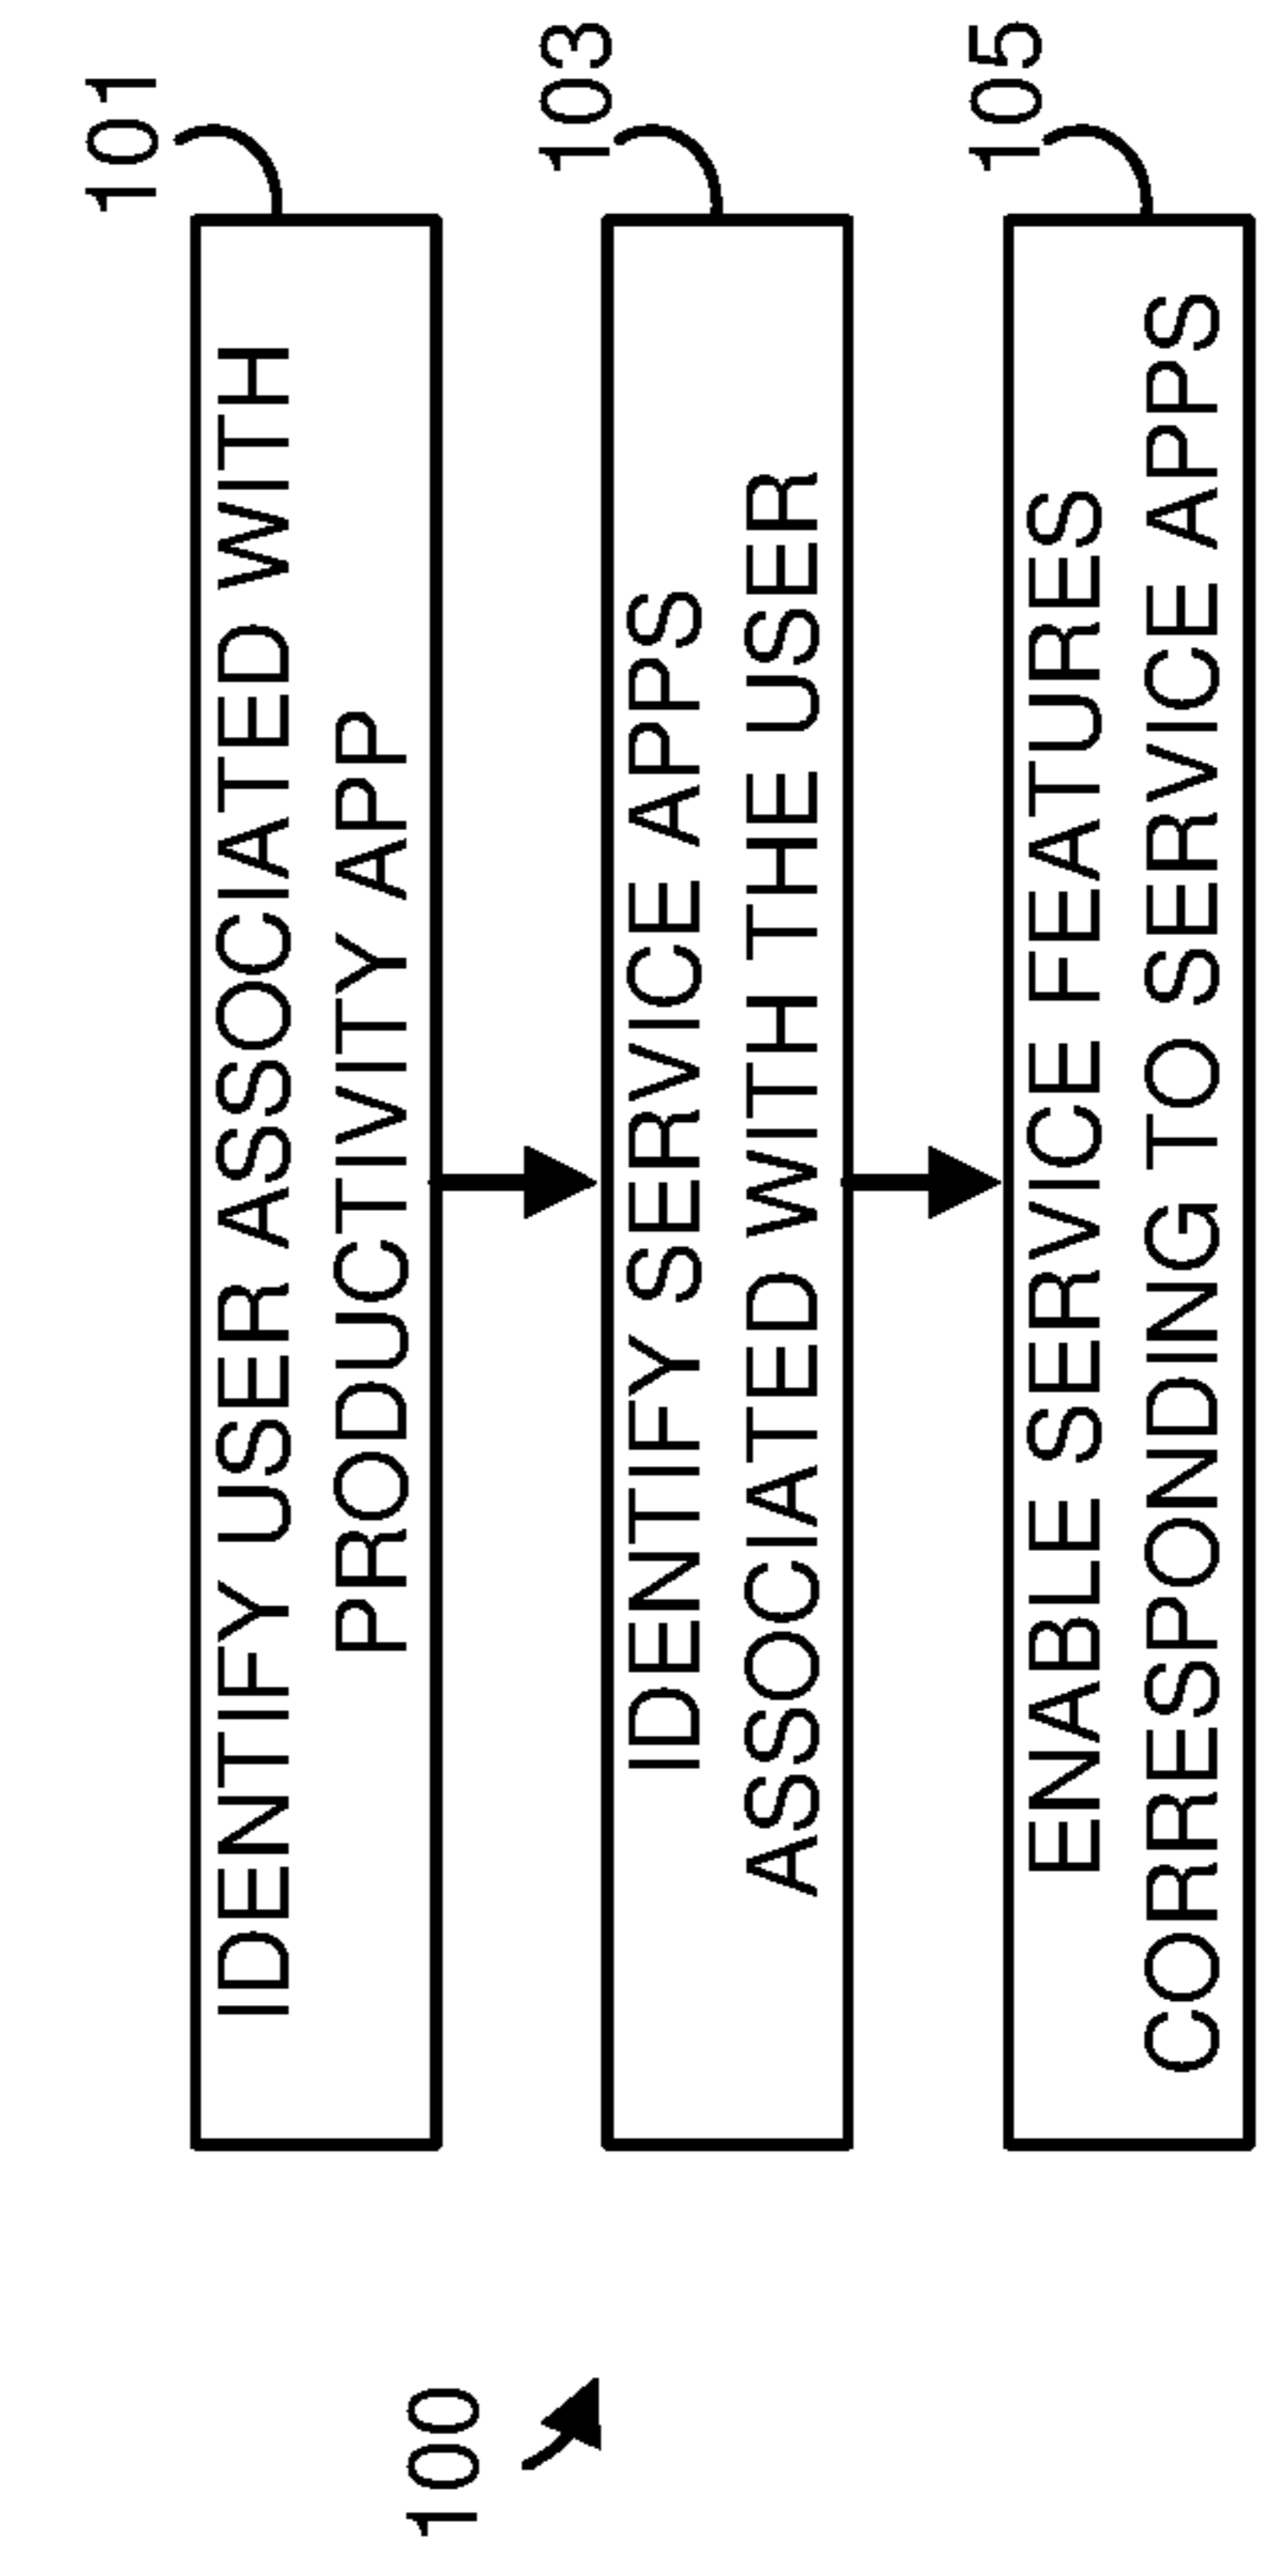 100
101
IDENTIFY USER ASSOCIATED WITH
PRODUCTIVITY APP
103
IDENTIFY SERVICE APPS
ASSOCIATED WITH THE USER
105
ENABLE SERVICE FEATURES
CORRESPONDING TO SERVICE APPS